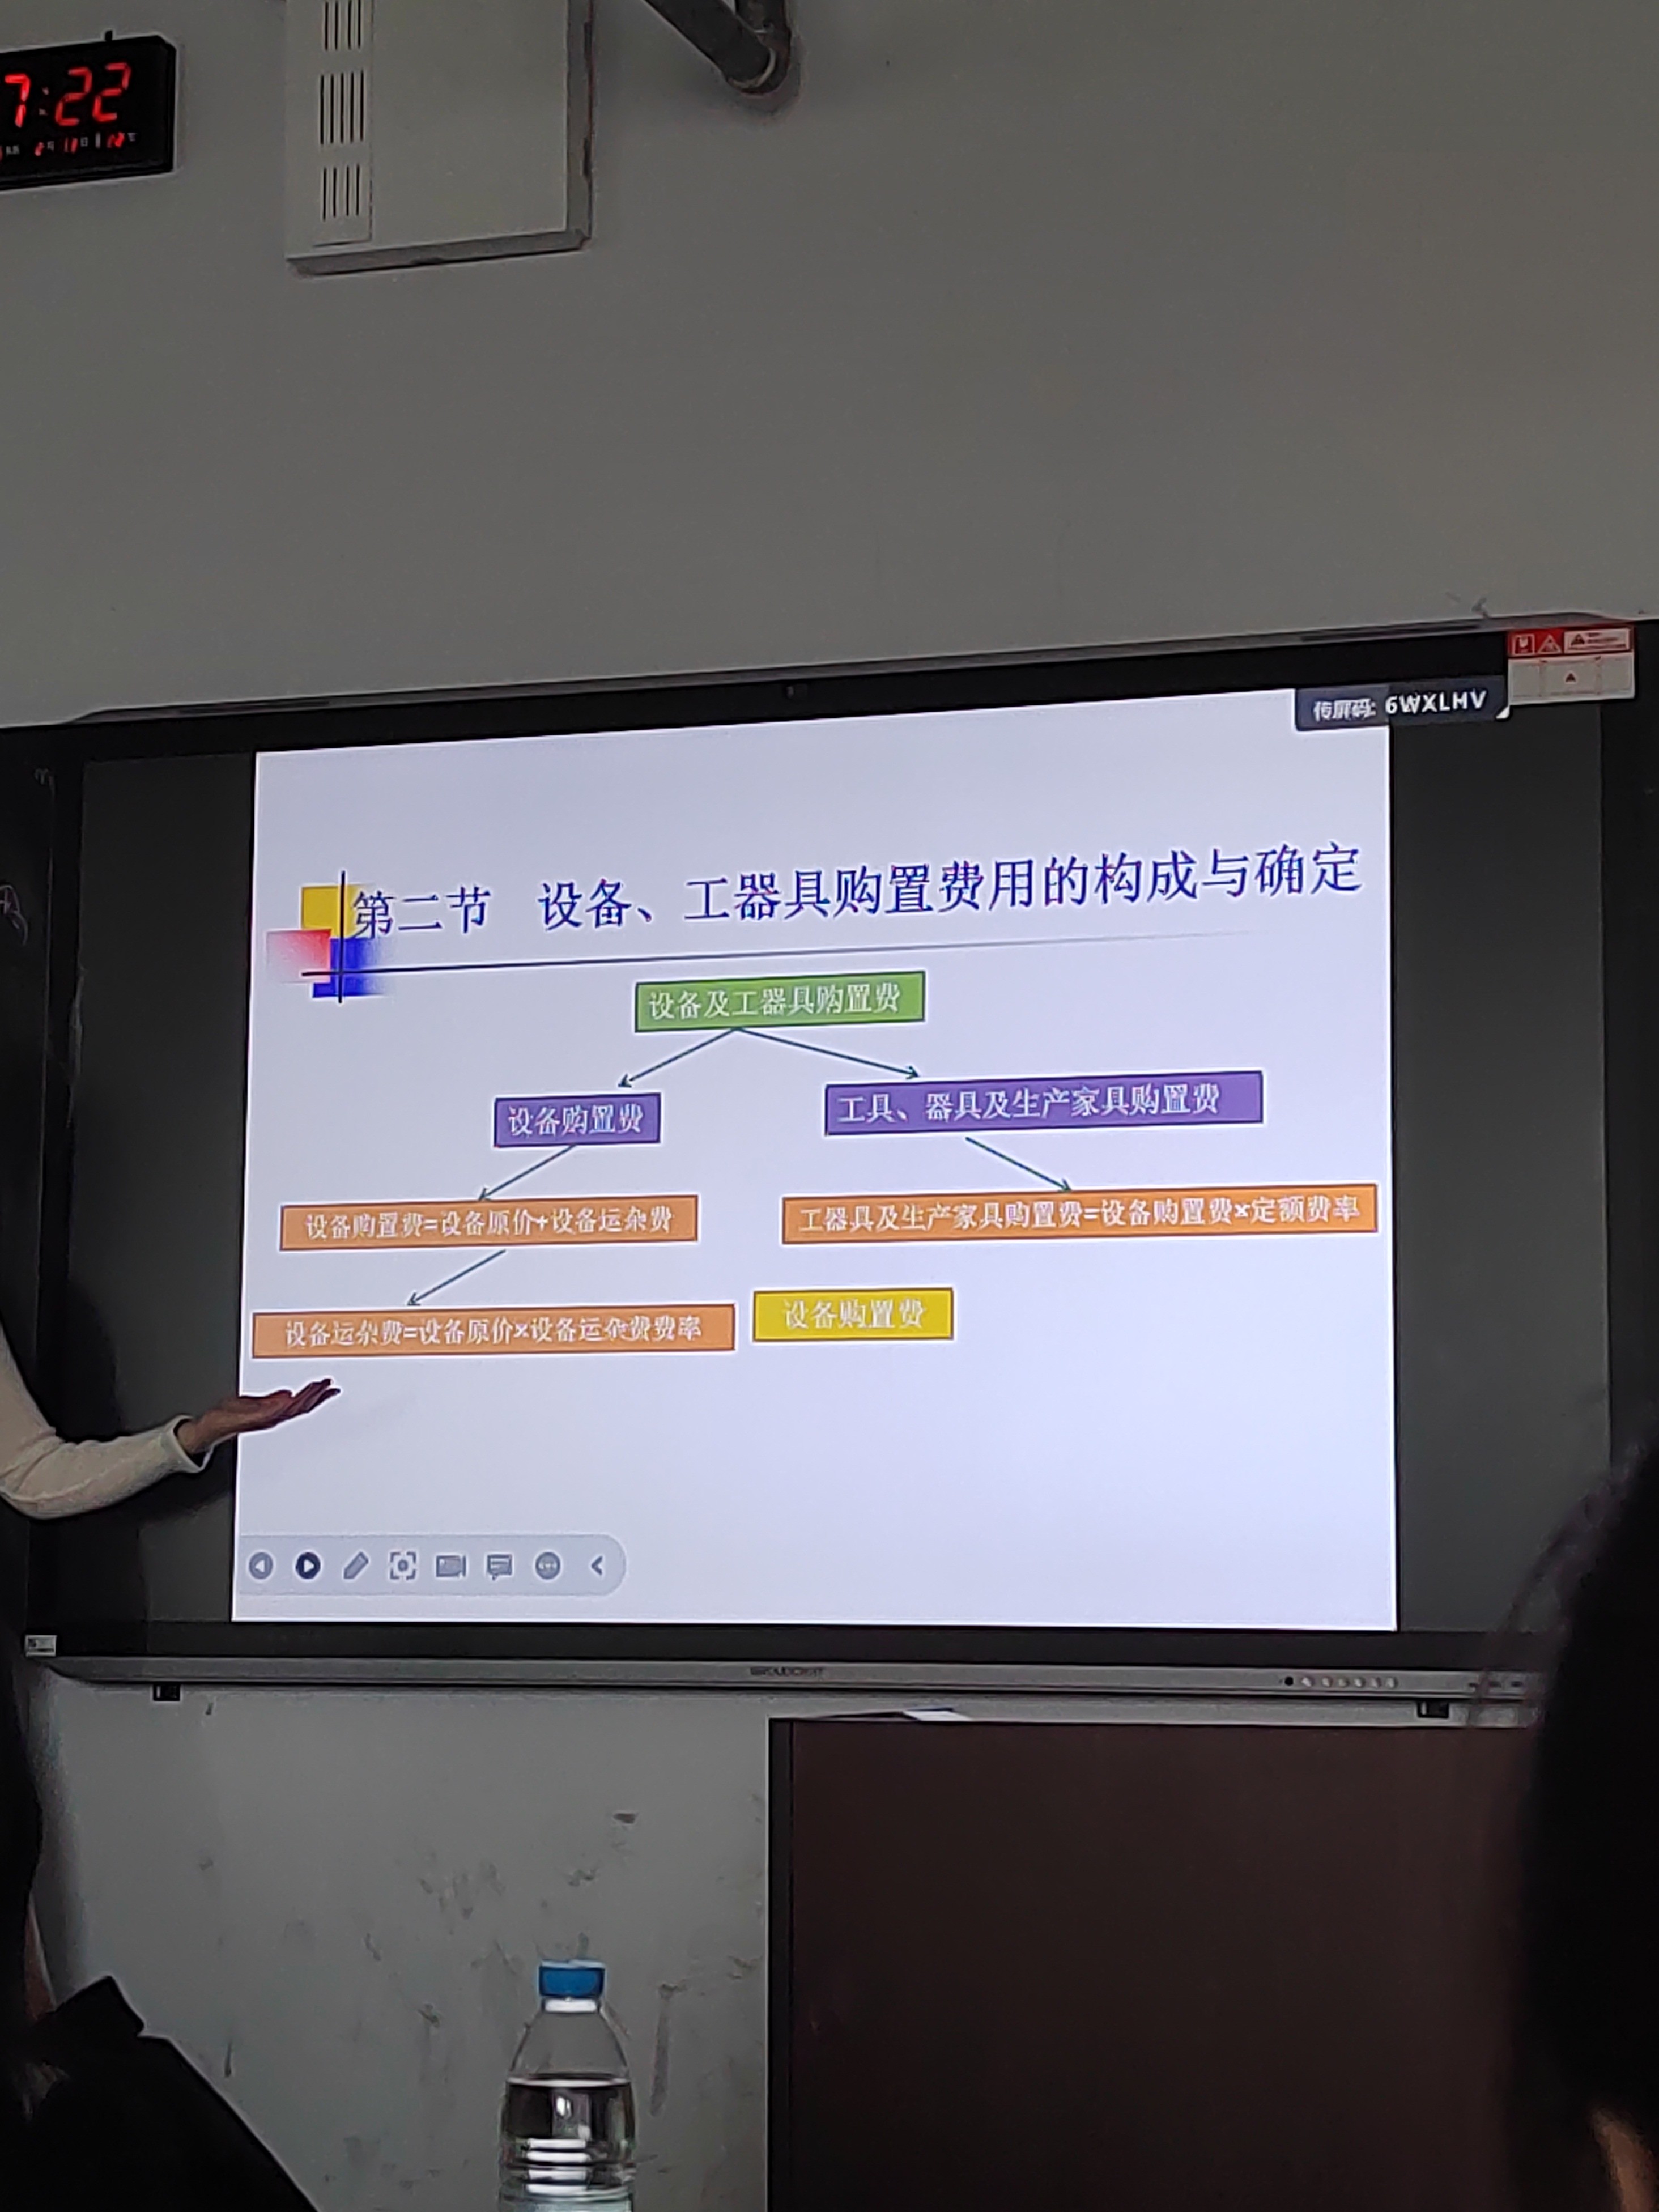 7:22
传屏码: 6WXLHV
第二节 设备、工器具购置费用的构成与确定
设备及工器具购置费
设备购置费
工具、器具及生产家具购置费
设备购置费=设备原价+设备运杂费
工器具及生产家具购置费=设备购置费×定额费率
设备运杂费=设备原价×设备运杂费费率
设备购置费